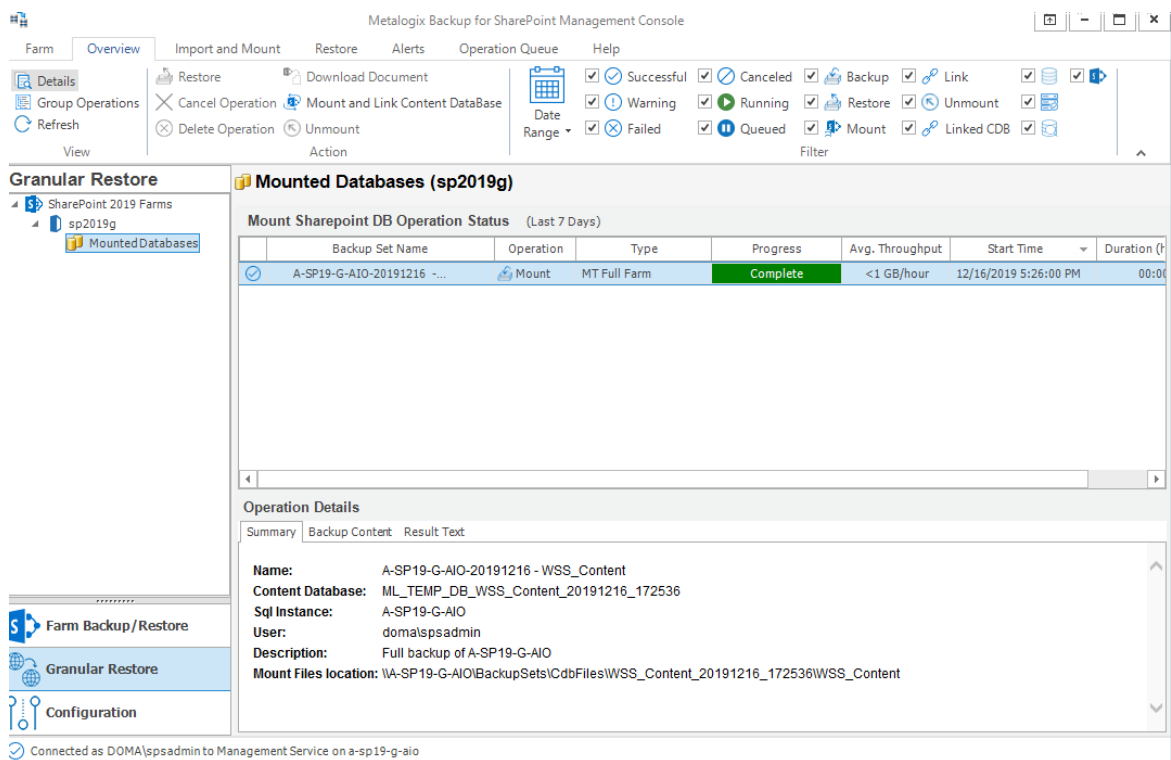 Metalogix Backup for SharePoint Management Console
Farm Overview Import and Mount Restore Alerts Operation Queue Help
Details Restore Download Document Successful Canceled Backup Link
Group Operations Cancel Operation Mount and Link Content DataBase Date Range Warning Running Restore Unmount
Refresh Delete Operation Unmount Failed Queued Mount Linked CDB
View Action Filter
Granular Restore
SharePoint 2019 Farms
sp2019g
Mounted Databases
Mounted Databases (sp2019g)
Mount Sharepoint DB Operation Status (Last 7 Days)
Backup Set Name Operation Type Progress Avg. Throughput Start Time Duration (h
A-SP19-G-AIO-20191216 -... Mount MT Full Farm Complete <1 GB/hour 12/16/2019 5:26:00 PM 00:00
Operation Details
Summary Backup Content Result Text
Name: A-SP19-G-AIO-20191216 - WSS_Content
Content Database: ML_TEMP_DB_WSS_Content_20191216_172536
Sql Instance: A-SP19-G-AIO
User: doma\spsadmin
Description: Full backup of A-SP19-G-AIO
Mount Files location: \\A-SP19-G-AIO\BackupSets\CdbFiles\WSS_Content_20191216_172536\WSS_Content
Farm Backup/Restore
Granular Restore
Configuration
Connected as DOMA\spsadmin to Management Service on a-sp19-g-aio